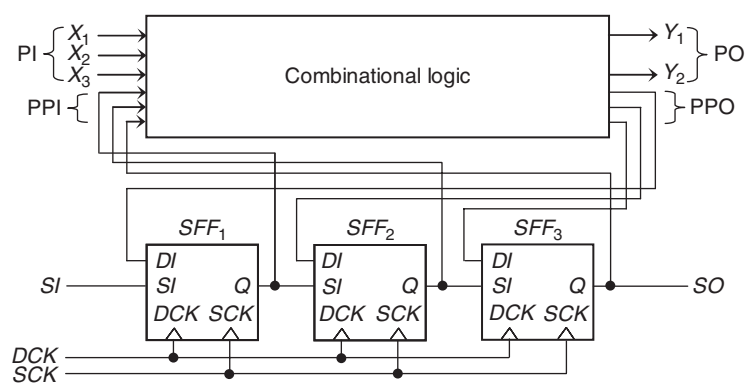 PI X1 X2 X3 Y1 Y2 PO
PPI Combinational logic PPO
SFF1 SFF2 SFF3
DI DI DI
SI SI Q SI Q SI Q SO
DCK SCK DCK SCK DCK SCK
DCK
SCK